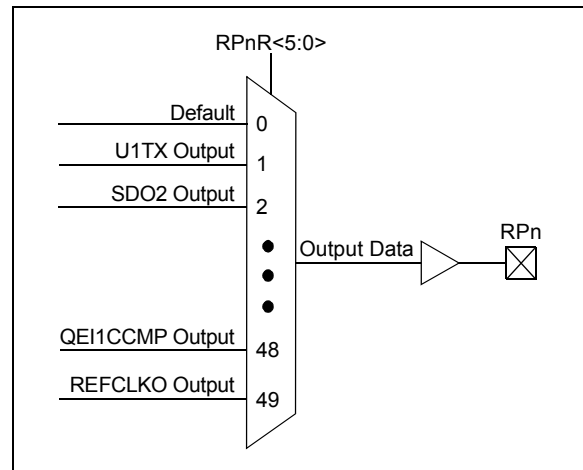 RPnR<5:0>
Default
0
U1TX Output
1
SDO2 Output
2
RPn
Output Data
QEI1CCMP Output
48
REFCLKO Output
49